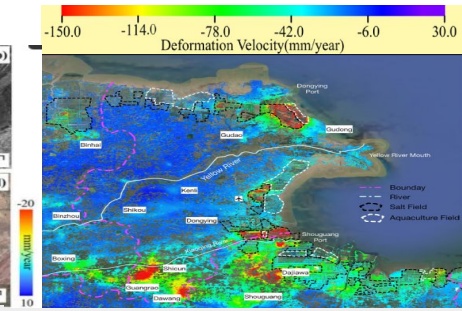 -150.0 -114.0 -78.0 -42.0 -6.0 30.0
Deformation Velocity(mm/year)
Dongying
Port
Binhai
Gudao
Gudong
Yellow River
Yellow River Mouth
Kenli
Bounday
River
Salt Field
Aquaculture Field
Binzhou
Shikou
Dongying
Shouguang
Port
-20
mm/year
10
Boxing
Shicun
Dajiawa
Guangrao
Dawang
Shouguang